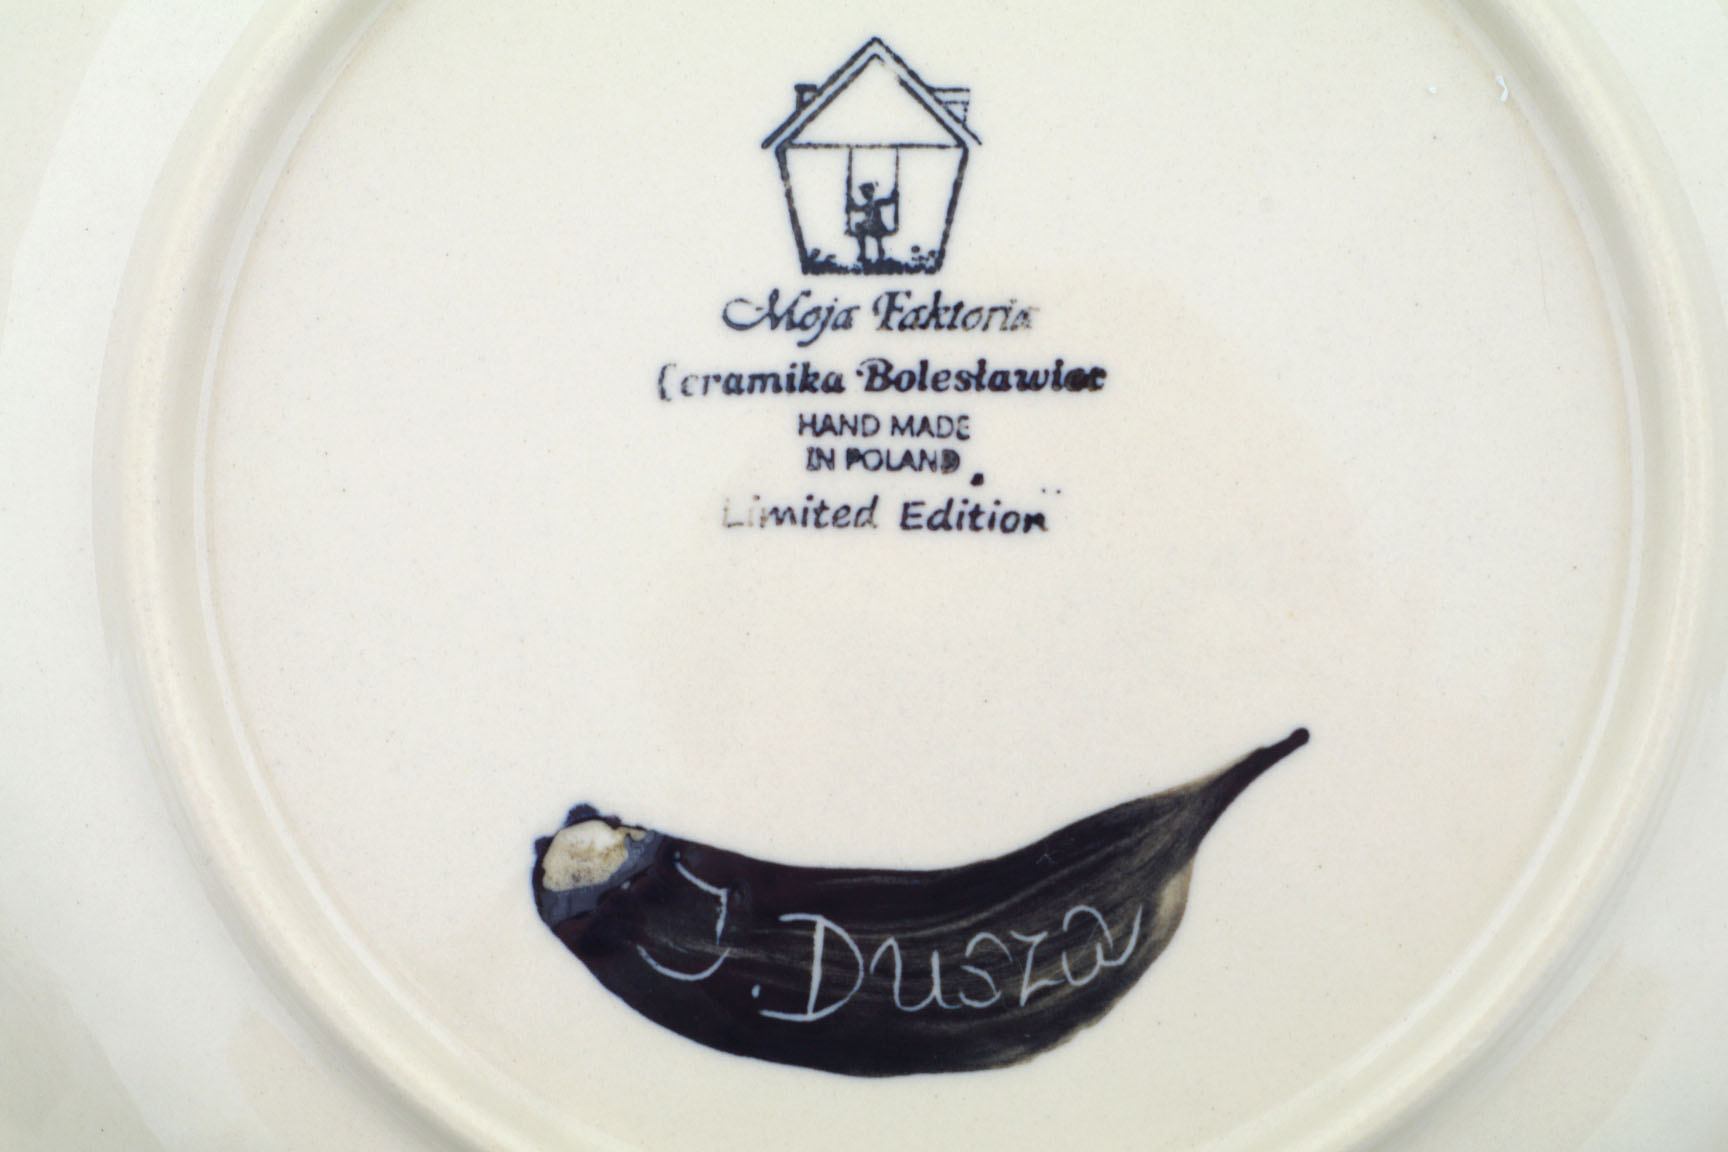 Moja Faktoria
Ceramika Bolesławiec
HAND MADE
IN POLAND
Limited Edition
J. Dusza